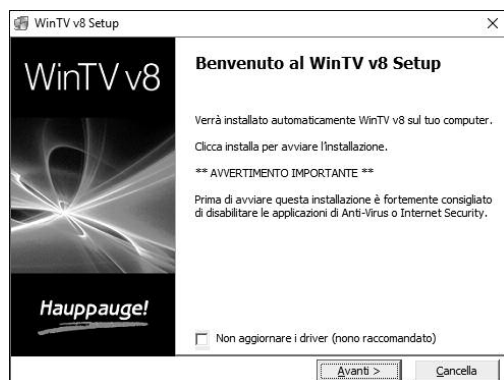 WinTV v8 Setup
WinTV v8
Hauppauge!
Benvenuto al WinTV v8 Setup
Verrà installato automaticamente WinTV v8 sul tuo computer.
Clicca installa per avviare l'installazione.
** AVVERTIMENTO IMPORTANTE **
Prima di avviare questa installazione è fortemente consigliato
di disabilitare le applicazioni di Anti-Virus o Internet Security.
Non aggiornare i driver (nono raccomandato)
Avanti >
Cancella